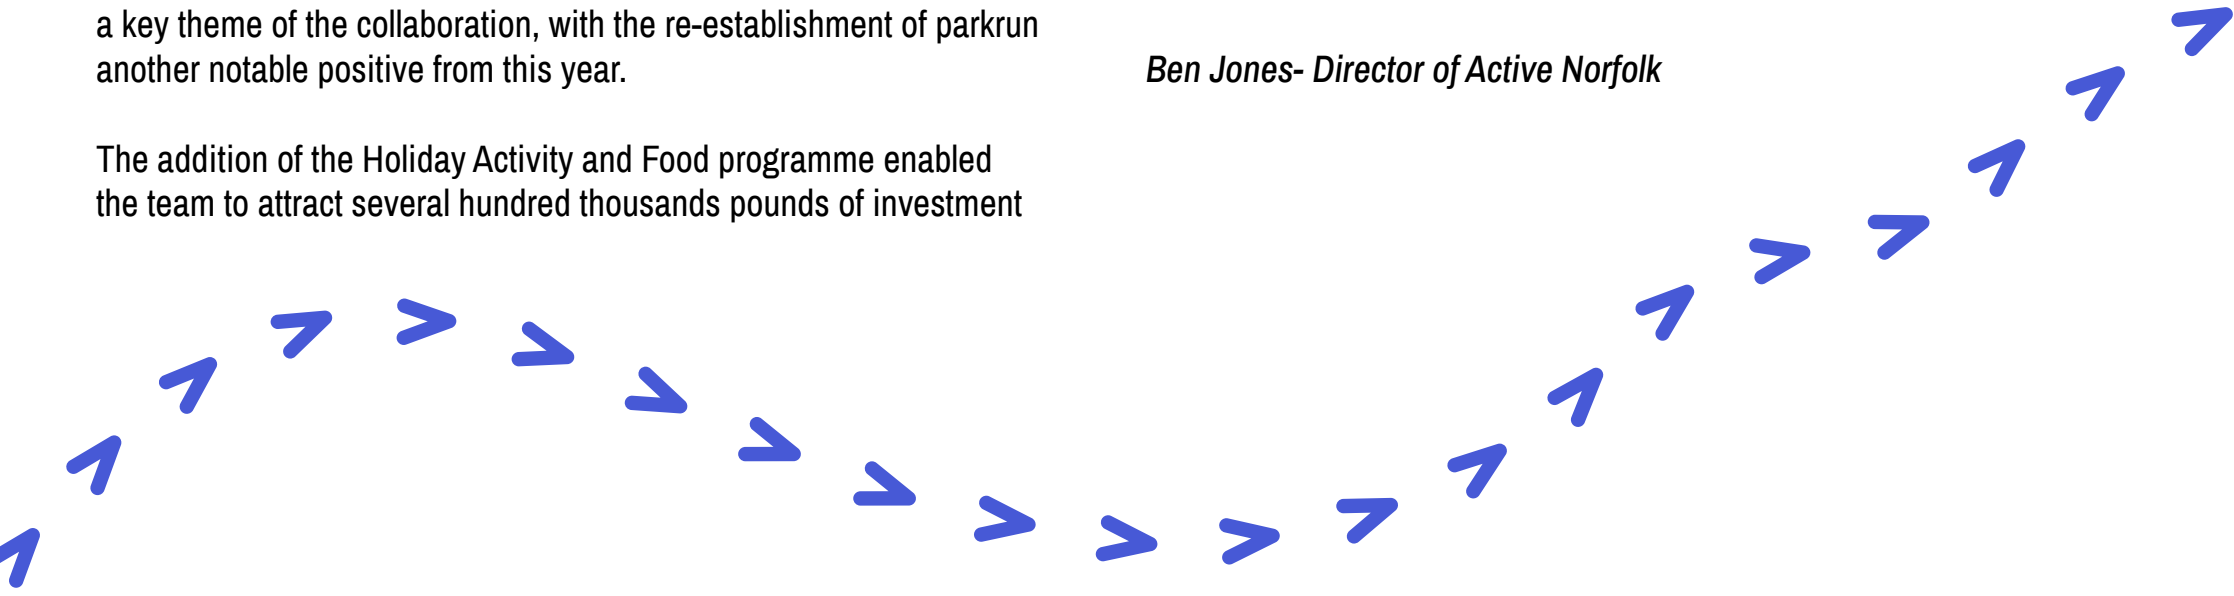 a key theme of the collaboration, with the re-establishment of parkrun
another notable positive from this year.
The addition of the Holiday Activity and Food programme enabled
the team to attract several hundred thousands pounds of investment
Ben Jones- Director of Active Norfolk